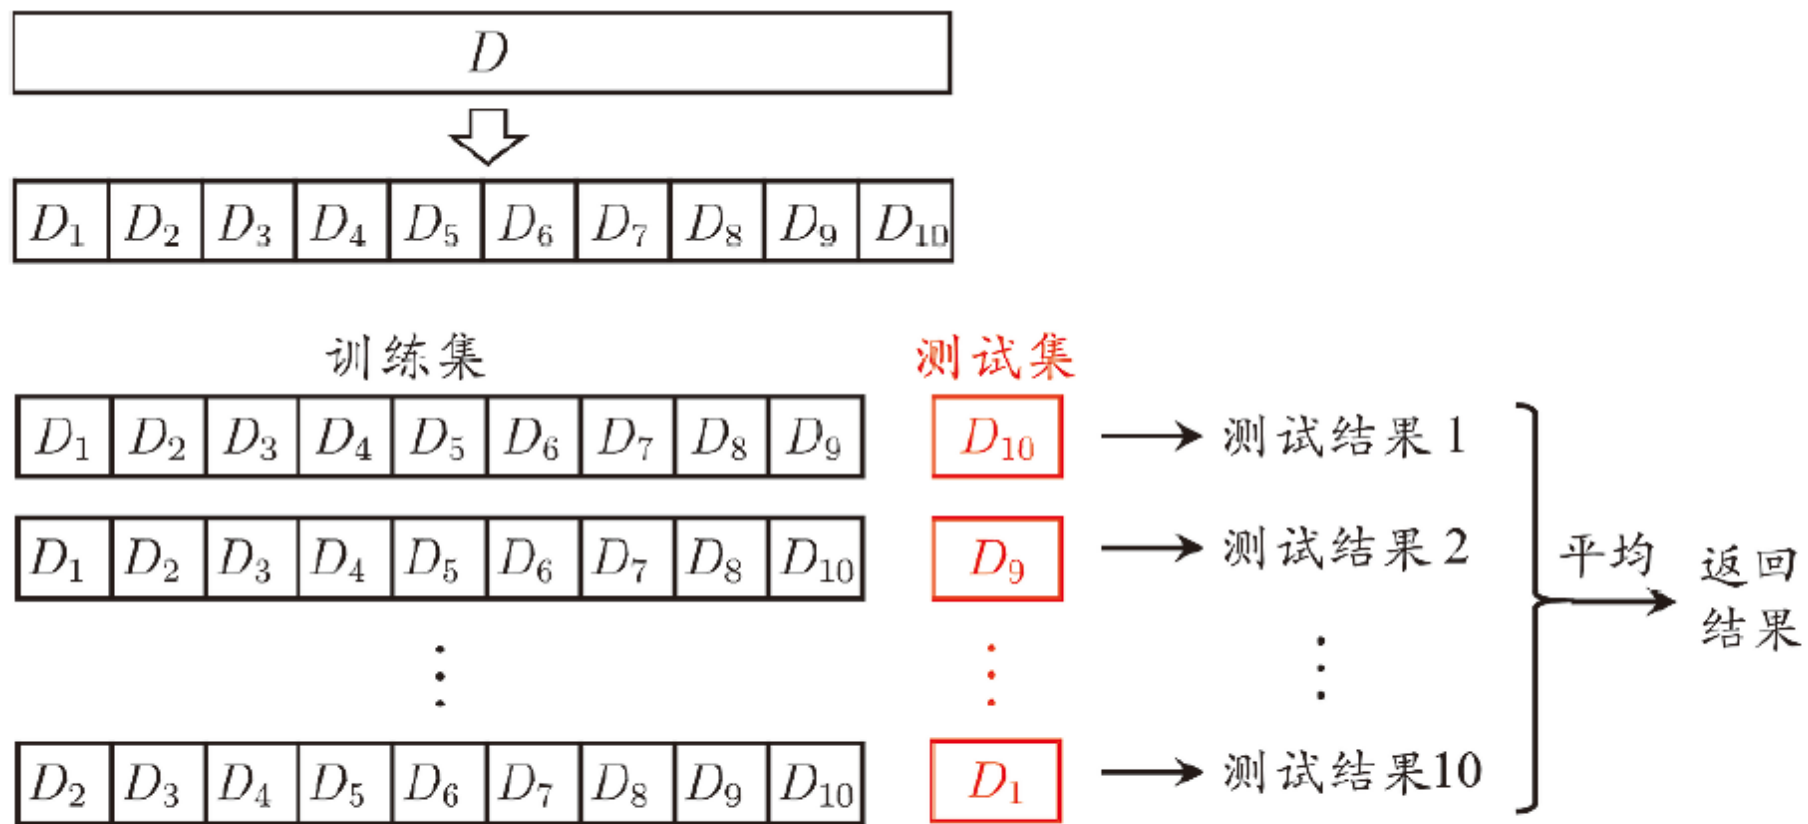 D
D₁ D₂ D₃ D₄ D₅ D₆ D₇ D₈ D₉ D₁₀
训练集 测试集
D₁ D₂ D₃ D₄ D₅ D₆ D₇ D₈ D₉ D₁₀ 测试结果 1
D₁ D₂ D₃ D₄ D₅ D₆ D₇ D₈ D₁₀ D₉ 测试结果 2
平均 返回
结果
D₂ D₃ D₄ D₅ D₆ D₇ D₈ D₉ D₁₀ D₁ 测试结果10